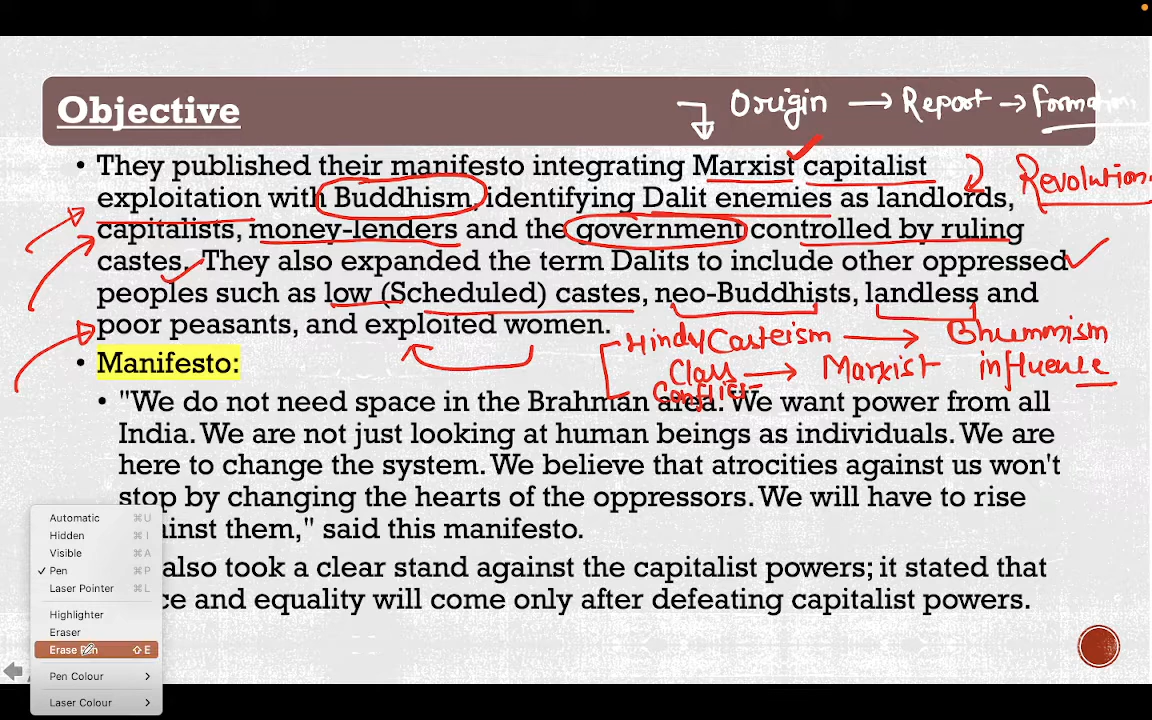 Objective
Origin → Report → Formation
• They published their manifesto integrating Marxist capitalist
exploitation with Buddhism, identifying Dalit enemies as landlords,
Revolution
capitalists, money-lenders and the government controlled by ruling
castes. They also expanded the term Dalits to include other oppressed
peoples such as low (Scheduled) castes, neo-Buddhists, landless and
poor peasants, and exploited women.
Hindu Casteism → Bheemmism
• Manifesto:
Class → Marxist influence
Conflict
• "We do not need space in the Brahman area. We want power from all
India. We are not just looking at human beings as individuals. We are
here to change the system. We believe that atrocities against us won't
stop by changing the hearts of the oppressors. We will have to rise
against them," said this manifesto.
also took a clear stand against the capitalist powers; it stated that
and equality will come only after defeating capitalist powers.
Automatic ⌘U
Hidden ⌘I
Visible ⌘A
✓ Pen ⌘P
Laser Pointer ⌘L
Highlighter
Eraser
Erase Pen ⇧E
Pen Colour >
Laser Colour >